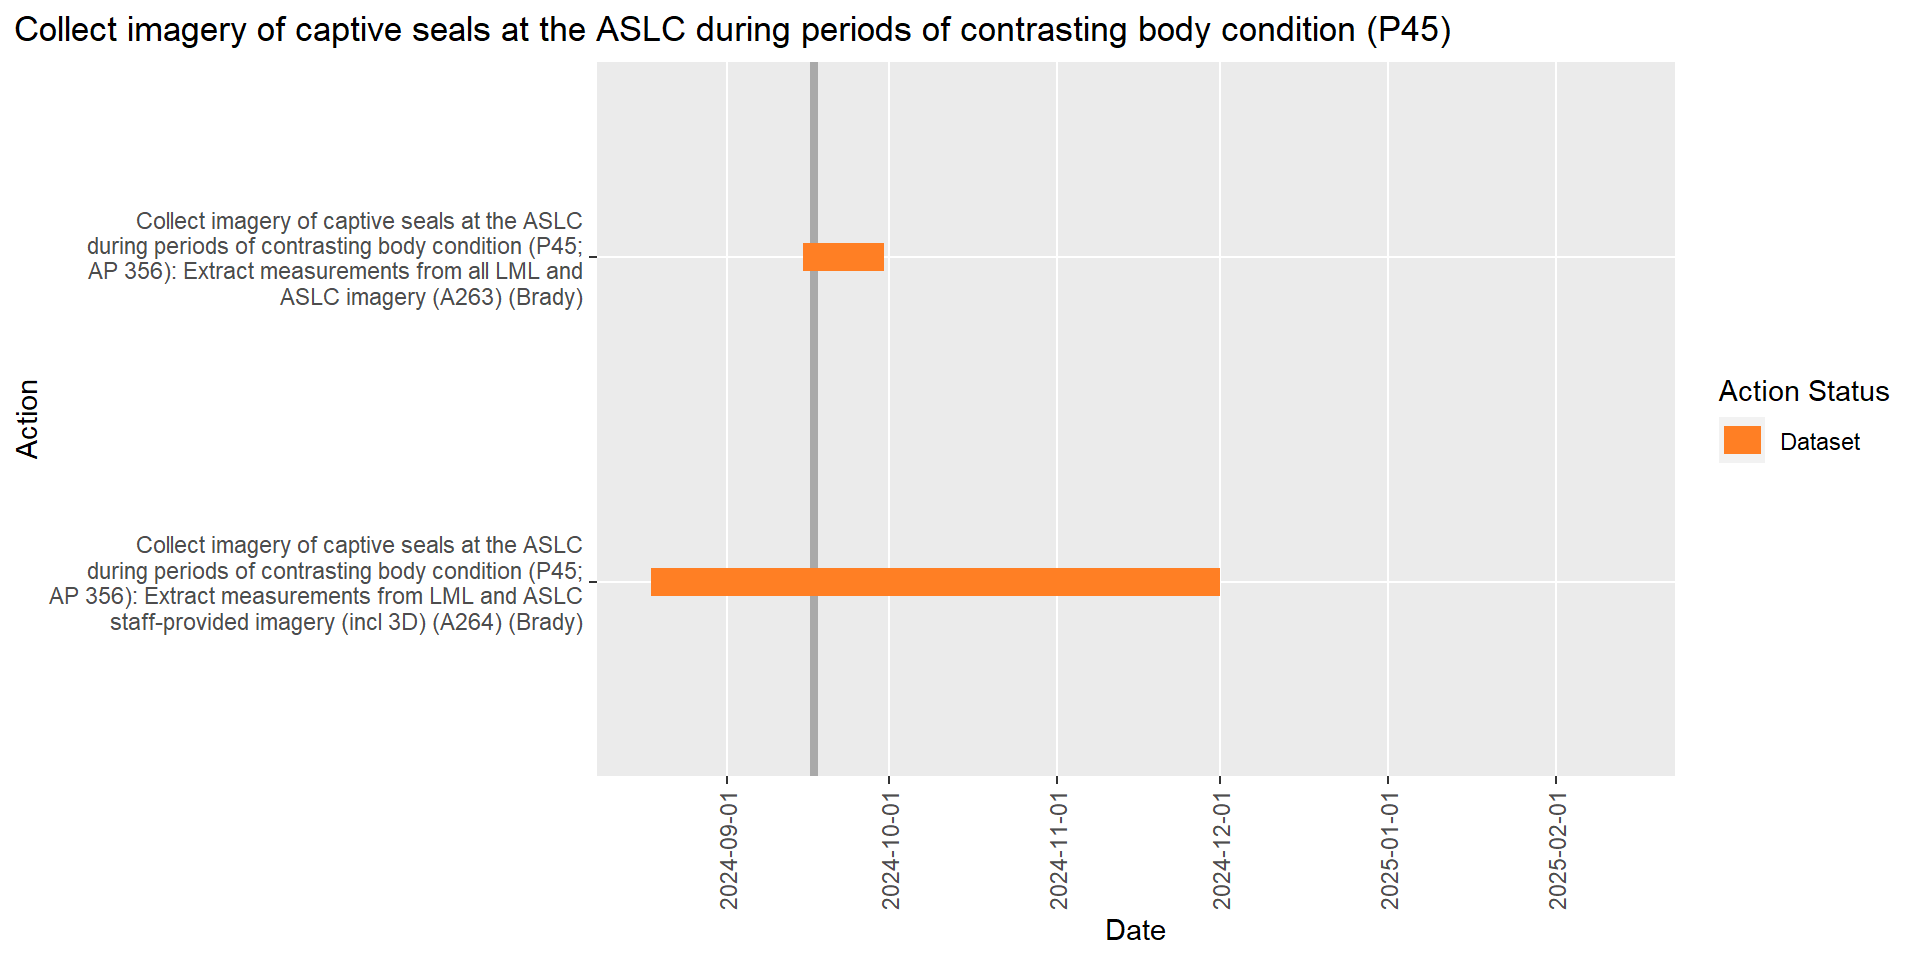 Collect imagery of captive seals at the ASLC during periods of contrasting body condition (P45)
Collect imagery of captive seals at the ASLC
during periods of contrasting body condition (P45;
AP 356): Extract measurements from all LML and
ASLC imagery (A263) (Brady)
Action
Collect imagery of captive seals at the ASLC
during periods of contrasting body condition (P45;
AP 356): Extract measurements from LML and ASLC
staff-provided imagery (incl 3D) (A264) (Brady)
2024-09-01
2024-10-01
2024-11-01
2024-12-01
2025-01-01
2025-02-01
Date
Action Status
Dataset